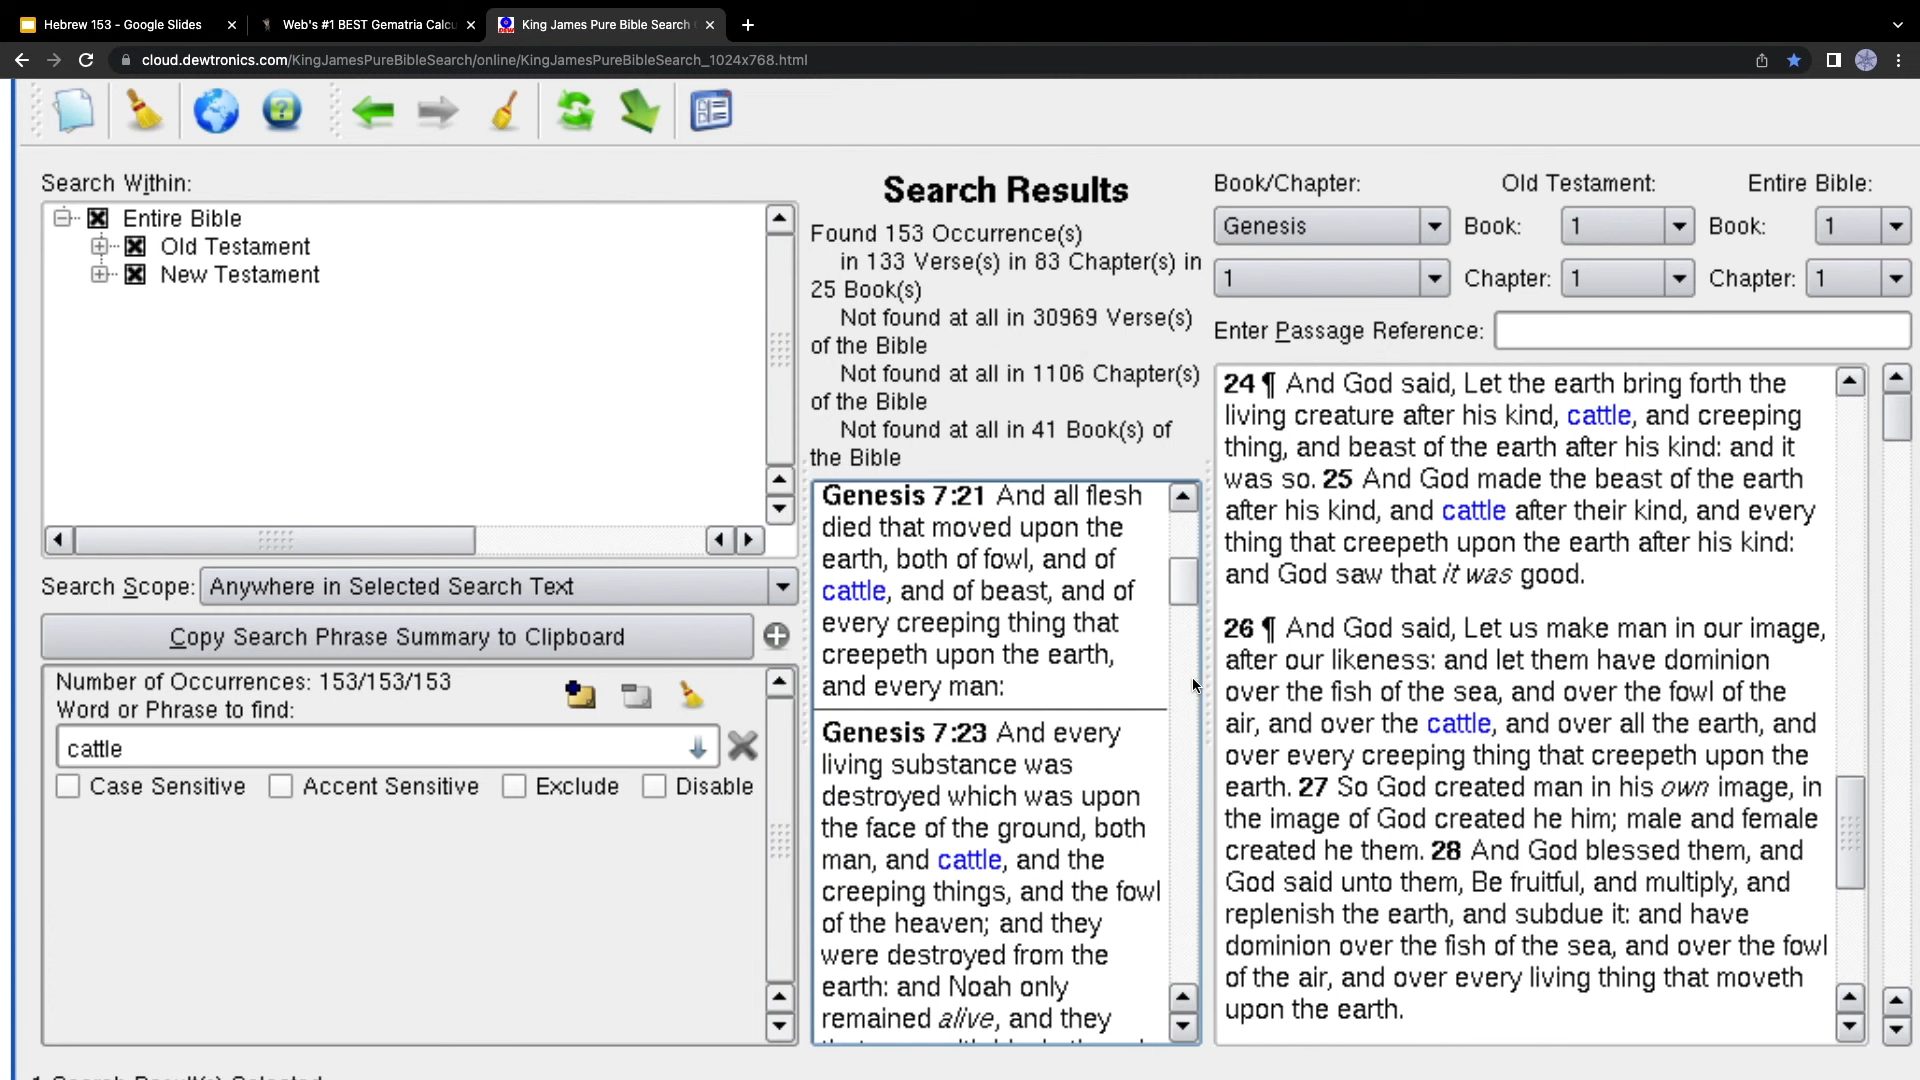 Hebrew 153 - Google Slides
Web's #1 BEST Gematria Calcu
King James Pure Bible Search
cloud.dewtronics.com/KingJamesPureBibleSearch/online/KingJamesPureBibleSearch_1024x768.html
Search Within:
Entire Bible
Old Testament
New Testament
Search Scope: Anywhere in Selected Search Text
Copy Search Phrase Summary to Clipboard
Number of Occurrences: 153/153/153
Word or Phrase to find:
cattle
Case Sensitive Accent Sensitive Exclude Disable
Search Results
Found 153 Occurrence(s)
in 133 Verse(s) in 83 Chapter(s) in
25 Book(s)
Not found at all in 30969 Verse(s)
of the Bible
Not found at all in 1106 Chapter(s)
of the Bible
Not found at all in 41 Book(s) of
the Bible
Genesis 7:21 And all flesh
died that moved upon the
earth, both of fowl, and of
cattle, and of beast, and of
every creeping thing that
creepeth upon the earth,
and every man:
Genesis 7:23 And every
living substance was
destroyed which was upon
the face of the ground, both
man, and cattle, and the
creeping things, and the fowl
of the heaven; and they
were destroyed from the
earth: and Noah only
remained alive, and they
Book/Chapter: Old Testament: Entire Bible:
Genesis Book: 1 Book: 1
1 Chapter: 1 Chapter: 1
Enter Passage Reference:
24 ¶ And God said, Let the earth bring forth the
living creature after his kind, cattle, and creeping
thing, and beast of the earth after his kind: and it
was so. 25 And God made the beast of the earth
after his kind, and cattle after their kind, and every
thing that creepeth upon the earth after his kind:
and God saw that it was good.
26 ¶ And God said, Let us make man in our image,
after our likeness: and let them have dominion
over the fish of the sea, and over the fowl of the
air, and over the cattle, and over all the earth, and
over every creeping thing that creepeth upon the
earth. 27 So God created man in his own image, in
the image of God created he him; male and female
created he them. 28 And God blessed them, and
God said unto them, Be fruitful, and multiply, and
replenish the earth, and subdue it: and have
dominion over the fish of the sea, and over the fowl
of the air, and over every living thing that moveth
upon the earth.
1 Search Result(s) Selected